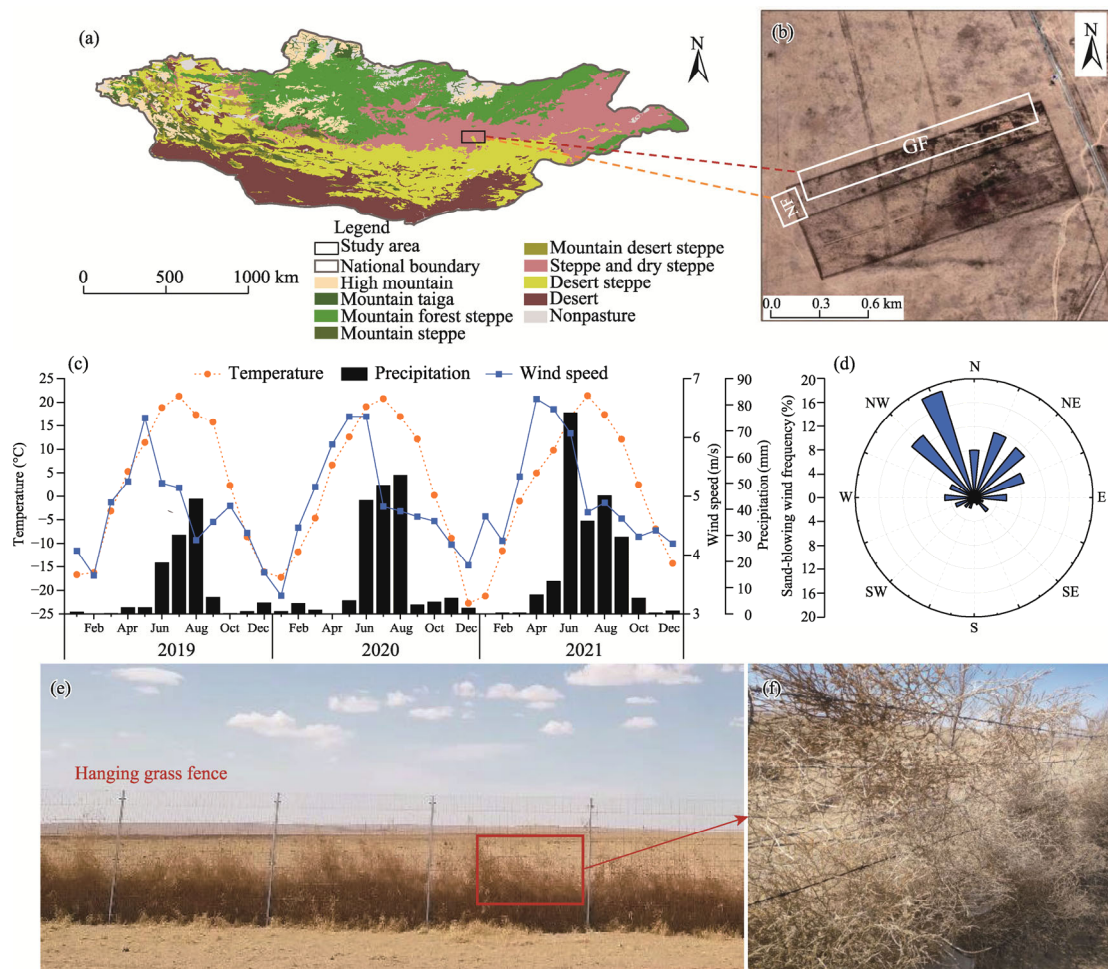 (a)
N
Legend
Study area
National boundary
High mountain
Mountain taiga
Mountain forest steppe
Mountain steppe
Mountain desert steppe
Steppe and dry steppe
Desert steppe
Desert
Nonpasture
0 500 1000 km
(b)
N
GF
NF
0.0 0.3 0.6 km
(c)
Temperature Precipitation Wind speed
Temperature (°C)
25
20
15
10
5
0
−5
−10
−15
−20
−25
7
6
5
4
3
Wind speed (m/s)
90
80
70
60
50
40
30
20
10
0
Precipitation (mm)
Feb Apr Jun Aug Oct Dec Feb Apr Jun Aug Oct Dec Feb Apr Jun Aug Oct Dec
2019 2020 2021
(d)
Sand-blowing wind frequency (%)
20
16
12
8
4
0
4
8
12
16
20
N
NE
E
SE
S
SW
W
NW
(e)
Hanging grass fence
(f)